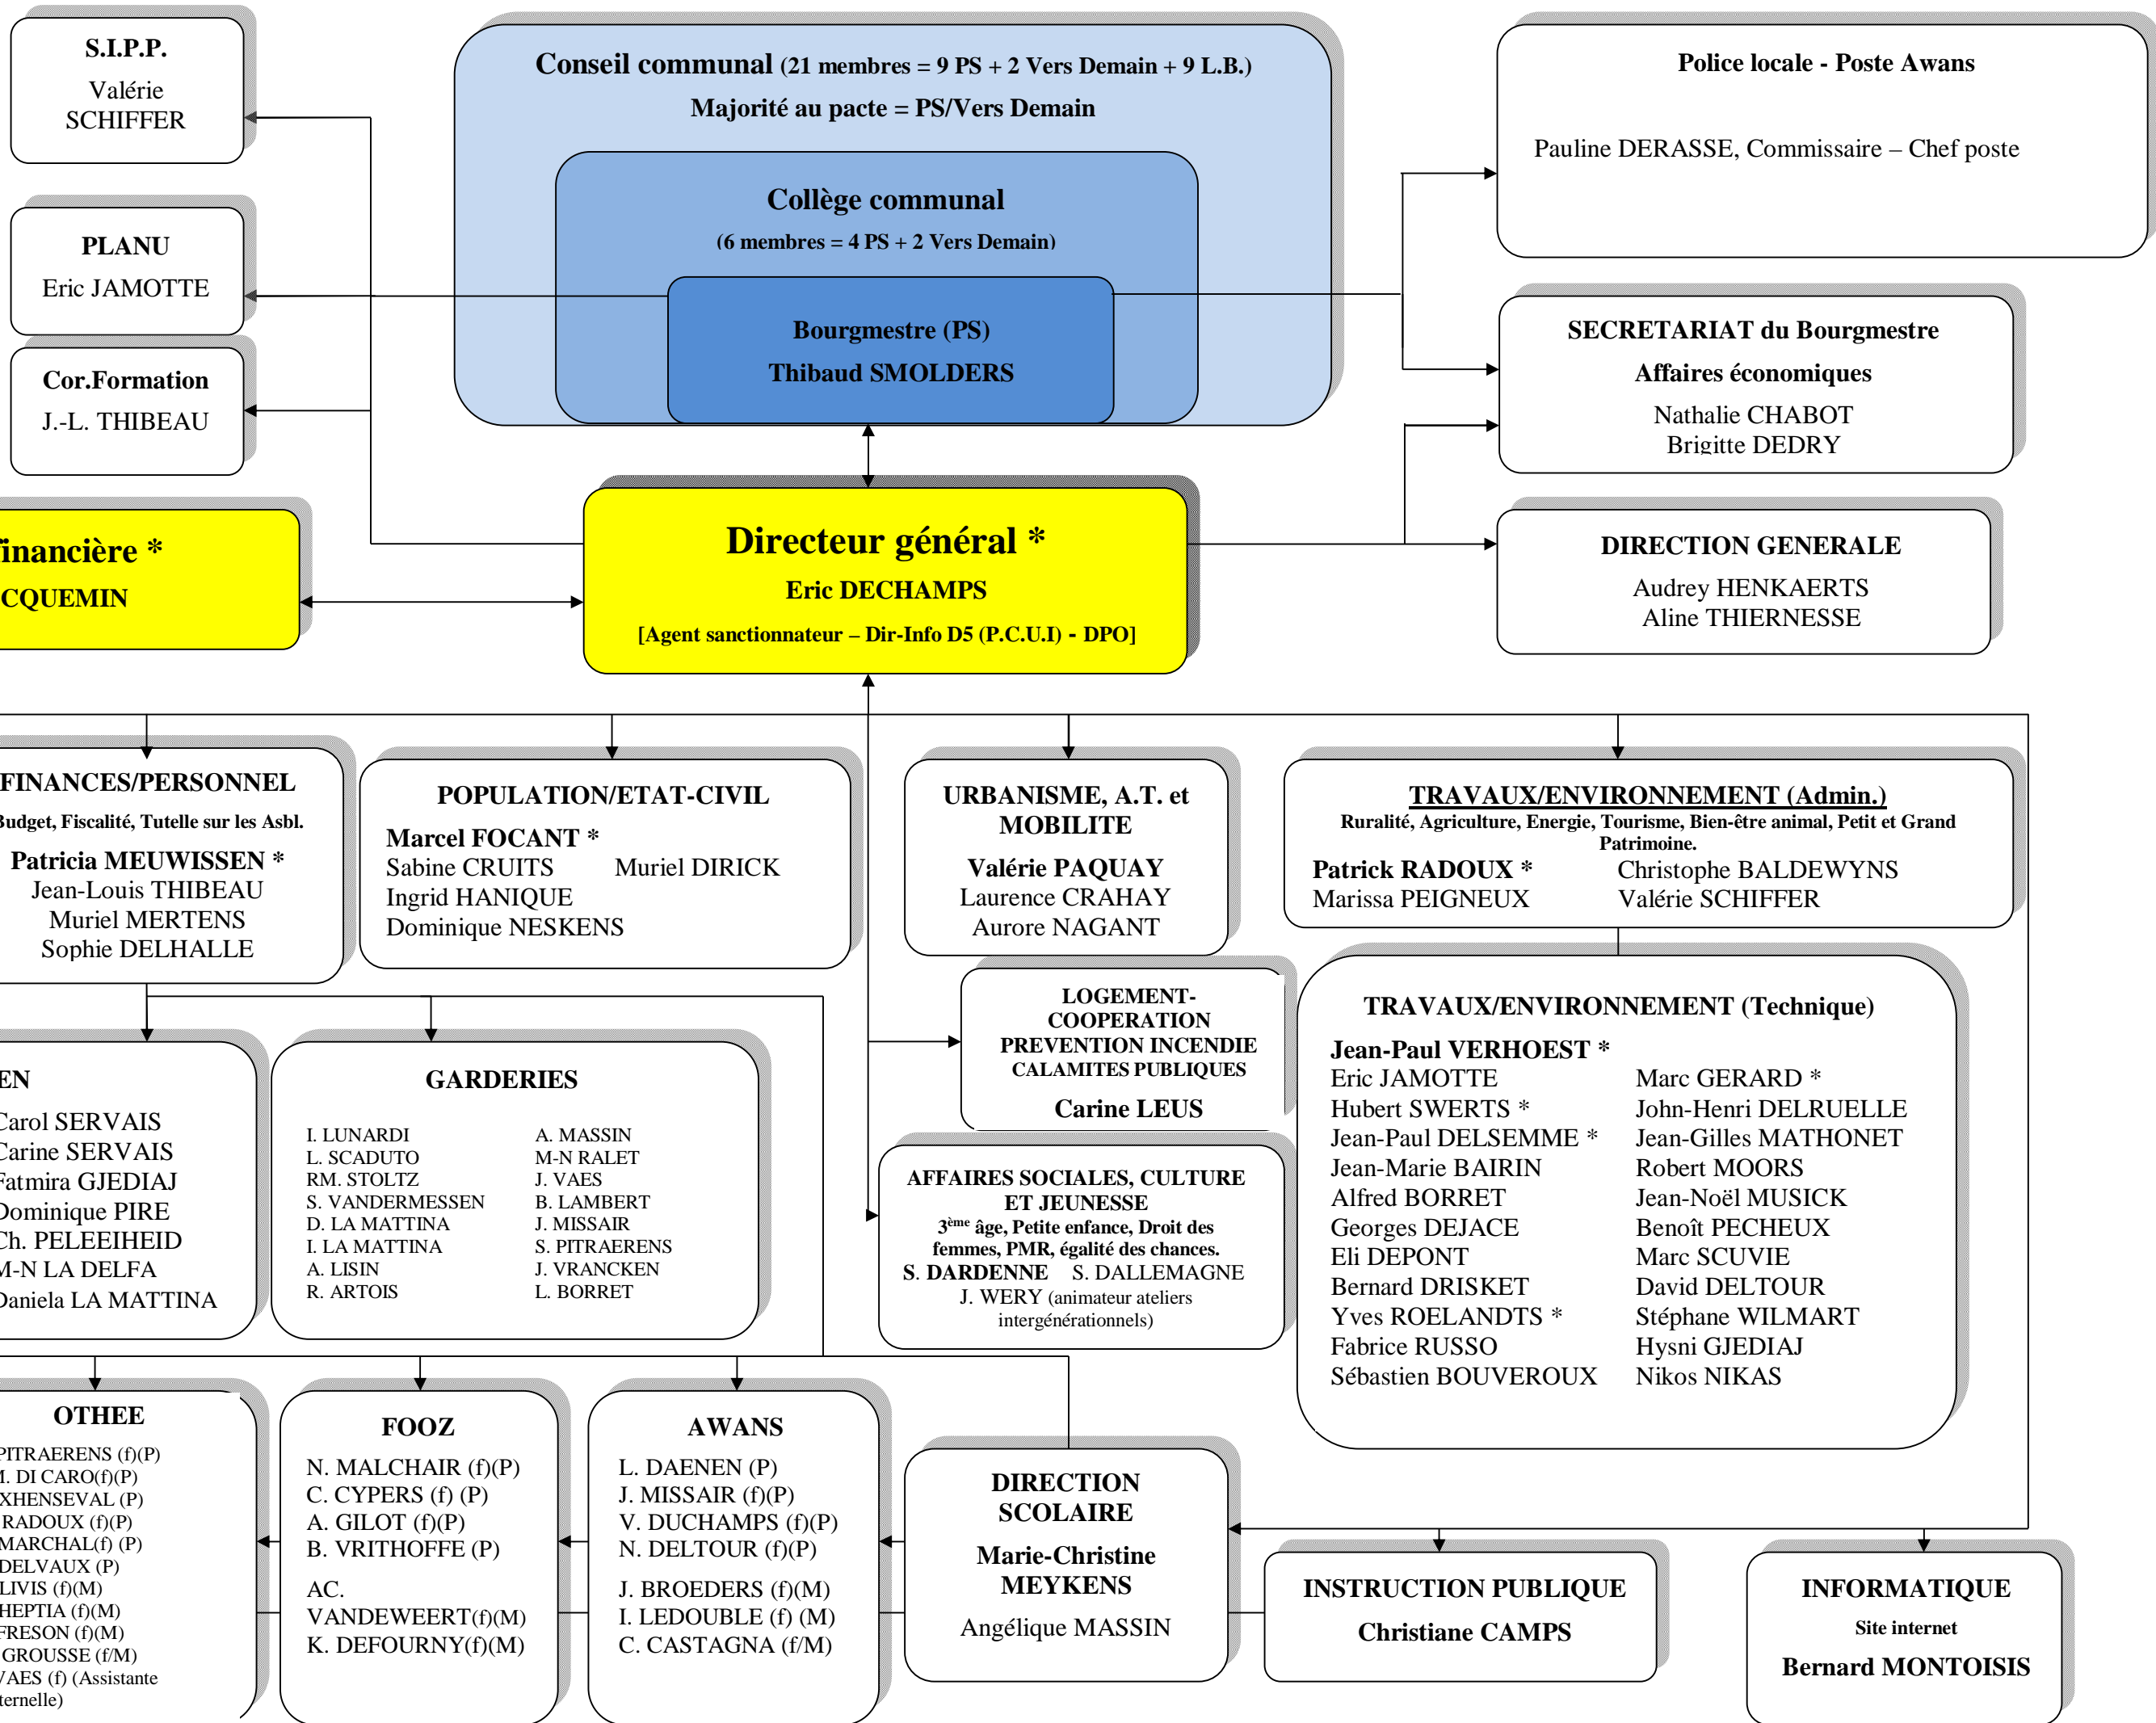 S.I.P.P.
Valérie
SCHIFFER
PLANU
Eric JAMOTTE
Cor.Formation
J.-L. THIBEAU
Conseil communal (21 membres = 9 PS + 2 Vers Demain + 9 L.B.)
Majorité au pacte = PS/Vers Demain
Collège communal
(6 membres = 4 PS + 2 Vers Demain)
Bourgmestre (PS)
Thibaud SMOLDERS
Police locale - Poste Awans
Pauline DERASSE, Commissaire – Chef poste
SECRETARIAT du Bourgmestre
Affaires économiques
Nathalie CHABOT
Brigitte DEDRY
financière *
CQUEMIN
Directeur général *
Eric DECHAMPS
[Agent sanctionnateur – Dir-Info D5 (P.C.U.I) - DPO]
DIRECTION GENERALE
Audrey HENKAERTS
Aline THIERNESSE
FINANCES/PERSONNEL
Budget, Fiscalité, Tutelle sur les Asbl.
Patricia MEUWISSEN *
Jean-Louis THIBEAU
Muriel MERTENS
Sophie DELHALLE
POPULATION/ETAT-CIVIL
Marcel FOCANT *
Sabine CRUITS Muriel DIRICK
Ingrid HANIQUE
Dominique NESKENS
URBANISME, A.T. et
MOBILITE
Valérie PAQUAY
Laurence CRAHAY
Aurore NAGANT
TRAVAUX/ENVIRONNEMENT (Admin.)
Ruralité, Agriculture, Energie, Tourisme, Bien-être animal, Petit et Grand
Patrimoine.
Patrick RADOUX * Christophe BALDEWYNS
Marissa PEIGNEUX Valérie SCHIFFER
EN
Carol SERVAIS
Carine SERVAIS
Fatmira GJEDIAJ
Dominique PIRE
Ch. PELEEIHEID
M-N LA DELFA
Daniela LA MATTINA
GARDERIES
I. LUNARDI A. MASSIN
L. SCADUTO M-N RALET
RM. STOLTZ J. VAES
S. VANDERMESSEN B. LAMBERT
D. LA MATTINA J. MISSAIR
I. LA MATTINA S. PITRAERENS
A. LISIN J. VRANCKEN
R. ARTOIS L. BORRET
LOGEMENT-
COOPERATION
PREVENTION INCENDIE
CALAMITES PUBLIQUES
Carine LEUS
AFFAIRES SOCIALES, CULTURE
ET JEUNESSE
3ème âge, Petite enfance, Droit des
femmes, PMR, égalité des chances.
S. DARDENNE S. DALLEMAGNE
J. WERY (animateur ateliers
intergénérationnels)
TRAVAUX/ENVIRONNEMENT (Technique)
Jean-Paul VERHOEST *
Eric JAMOTTE Marc GERARD *
Hubert SWERTS * John-Henri DELRUELLE
Jean-Paul DELSEMME * Jean-Gilles MATHONET
Jean-Marie BAIRIN Robert MOORS
Alfred BORRET Jean-Noël MUSICK
Georges DEJACE Benoît PECHEUX
Eli DEPONT Marc SCUVIE
Bernard DRISKET David DELTOUR
Yves ROELANDTS * Stéphane WILMART
Fabrice RUSSO Hysni GJEDIAJ
Sébastien BOUVEROUX Nikos NIKAS
OTHEE
PITRAERENS (f)(P)
M. DI CARO(f)(P)
XHENSEVAL (P)
RADOUX (f)(P)
MARCHAL(f) (P)
DELVAUX (P)
LIVIS (f)(M)
HEPTIA (f)(M)
FRESON (f)(M)
GROUSSE (f/M)
VAES (f) (Assistante
ternelle)
FOOZ
N. MALCHAIR (f)(P)
C. CYPERS (f) (P)
A. GILOT (f)(P)
B. VRITHOFFE (P)
AC.
VANDEWEERT(f)(M)
K. DEFOURNY(f)(M)
AWANS
L. DAENEN (P)
J. MISSAIR (f)(P)
V. DUCHAMPS (f)(P)
N. DELTOUR (f)(P)
J. BROEDERS (f)(M)
I. LEDOUBLE (f) (M)
C. CASTAGNA (f/M)
DIRECTION
SCOLAIRE
Marie-Christine
MEYKENS
Angélique MASSIN
INSTRUCTION PUBLIQUE
Christiane CAMPS
INFORMATIQUE
Site internet
Bernard MONTOISIS